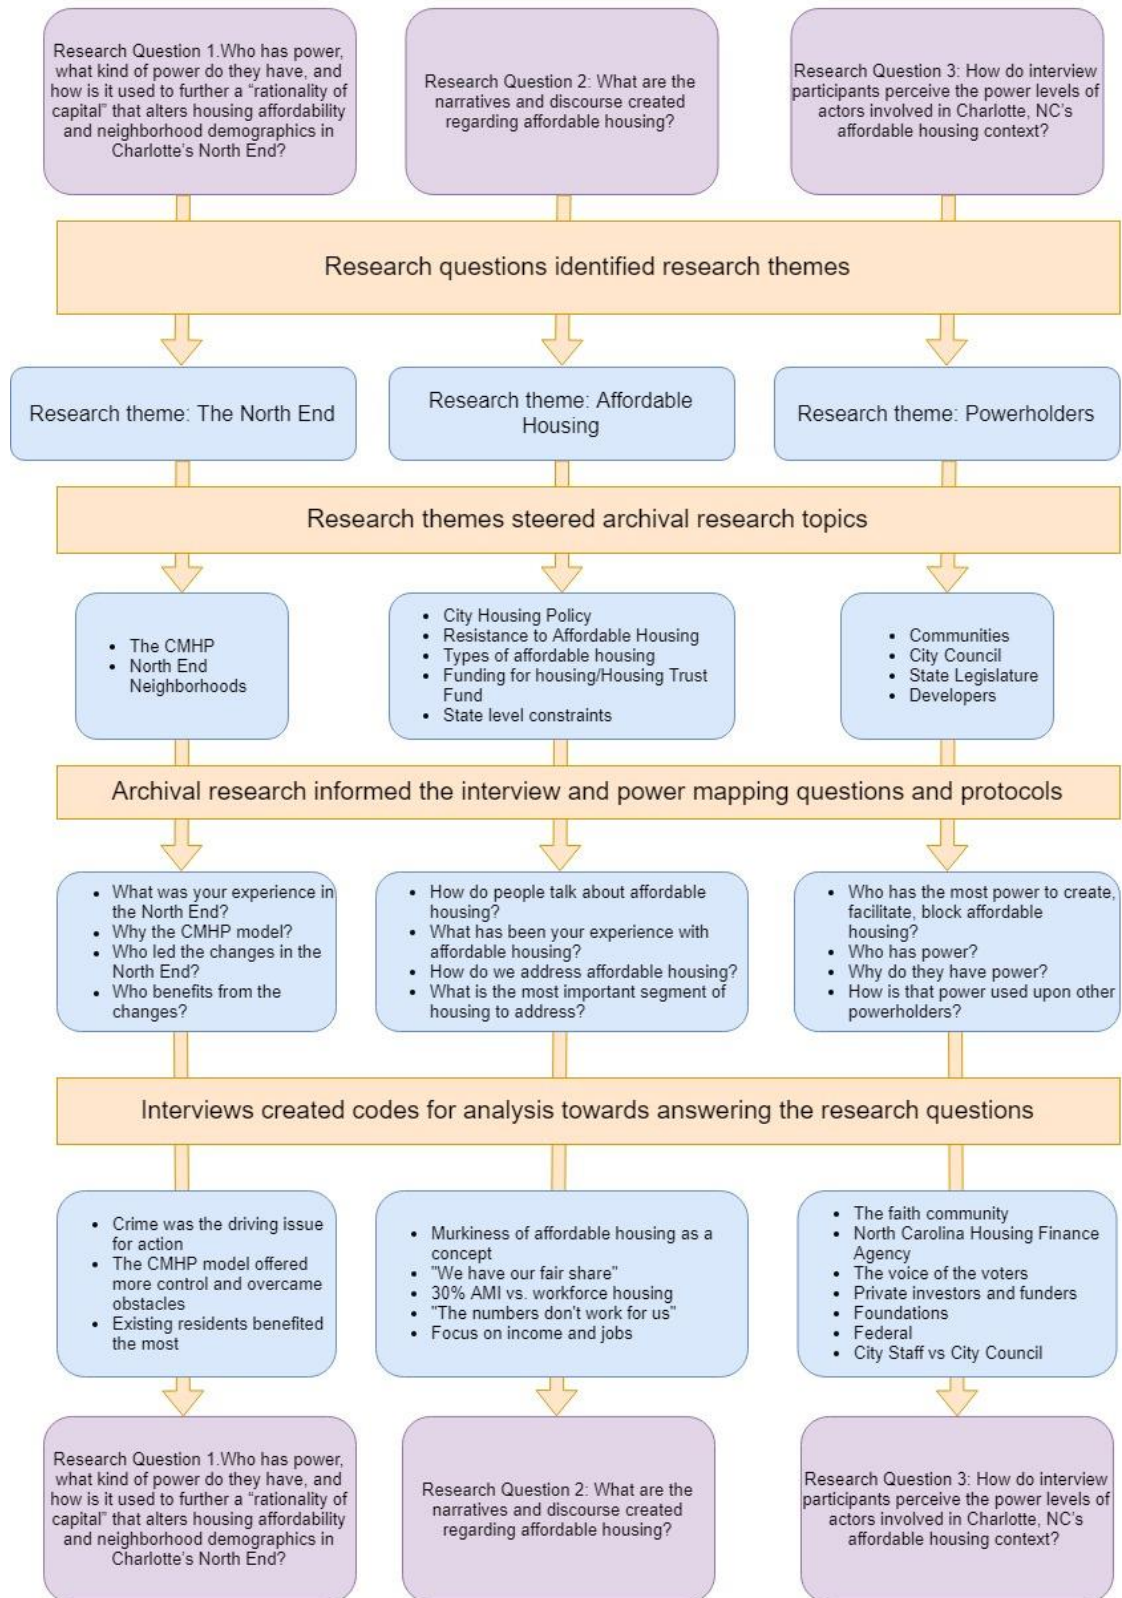 Research Question 1.Who has power,
what kind of power do they have, and
how is it used to further a “rationality of
capital” that alters housing affordability
and neighborhood demographics in
Charlotte’s North End?
Research Question 2: What are the
narratives and discourse created
regarding affordable housing?
Research Question 3: How do interview
participants perceive the power levels of
actors involved in Charlotte, NC’s
affordable housing context?
Research questions identified research themes
Research theme: The North End
Research theme: Affordable
Housing
Research theme: Powerholders
Research themes steered archival research topics
• The CMHP
• North End
Neighborhoods
• City Housing Policy
• Resistance to Affordable Housing
• Types of affordable housing
• Funding for housing/Housing Trust
Fund
• State level constraints
• Communities
• City Council
• State Legislature
• Developers
Archival research informed the interview and power mapping questions and protocols
• What was your experience in
the North End?
• Why the CMHP model?
• Who led the changes in the
North End?
• Who benefits from the
changes?
• How do people talk about affordable
housing?
• What has been your experience with
affordable housing?
• How do we address affordable housing?
• What is the most important segment of
housing to address?
• Who has the most power to create,
facilitate, block affordable
housing?
• Who has power?
• Why do they have power?
• How is that power used upon other
powerholders?
Interviews created codes for analysis towards answering the research questions
• Crime was the driving issue
for action
• The CMHP model offered
more control and overcame
obstacles
• Existing residents benefited
the most
• Murkiness of affordable housing as a
concept
• "We have our fair share"
• 30% AMI vs. workforce housing
• "The numbers don't work for us"
• Focus on income and jobs
• The faith community
• North Carolina Housing Finance
Agency
• The voice of the voters
• Private investors and funders
• Foundations
• Federal
• City Staff vs City Council
Research Question 1.Who has power,
what kind of power do they have, and
how is it used to further a “rationality of
capital” that alters housing affordability
and neighborhood demographics in
Charlotte’s North End?
Research Question 2: What are the
narratives and discourse created
regarding affordable housing?
Research Question 3: How do interview
participants perceive the power levels of
actors involved in Charlotte, NC’s
affordable housing context?